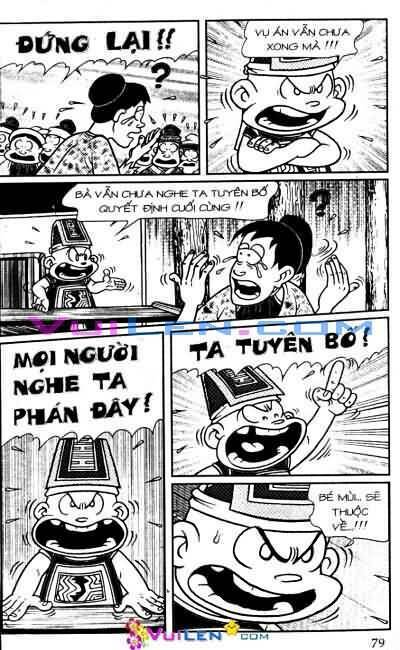 ĐỨNG LẠI!!
?
VỤ ÁN VẪN CHƯA
XONG MÀ !!!
BÀ VẪN CHƯA NGHE TA TUYÊN BỐ
QUYẾT ĐỊNH CUỐI CÙNG !!
?
VUILEN.COM
MỌI NGƯỜI
NGHE TA
PHÁN ĐÂY!
TA TUYÊN BỐ!
BÉ MÙI.. SẼ
THUỘC
VỀ...!!!
VUILEN.COM
79